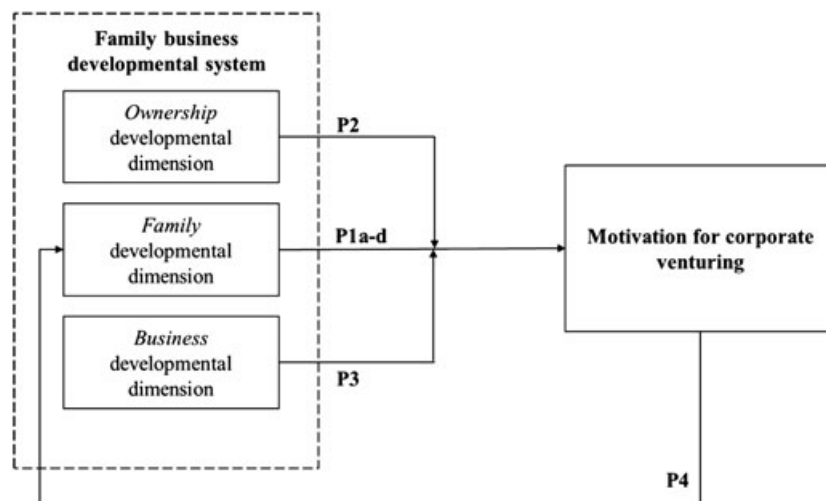 Family business
developmental system
Ownership
developmental
dimension
P2
Family
developmental
dimension
P1a-d
Motivation for corporate
venturing
Business
developmental
dimension
P3
P4